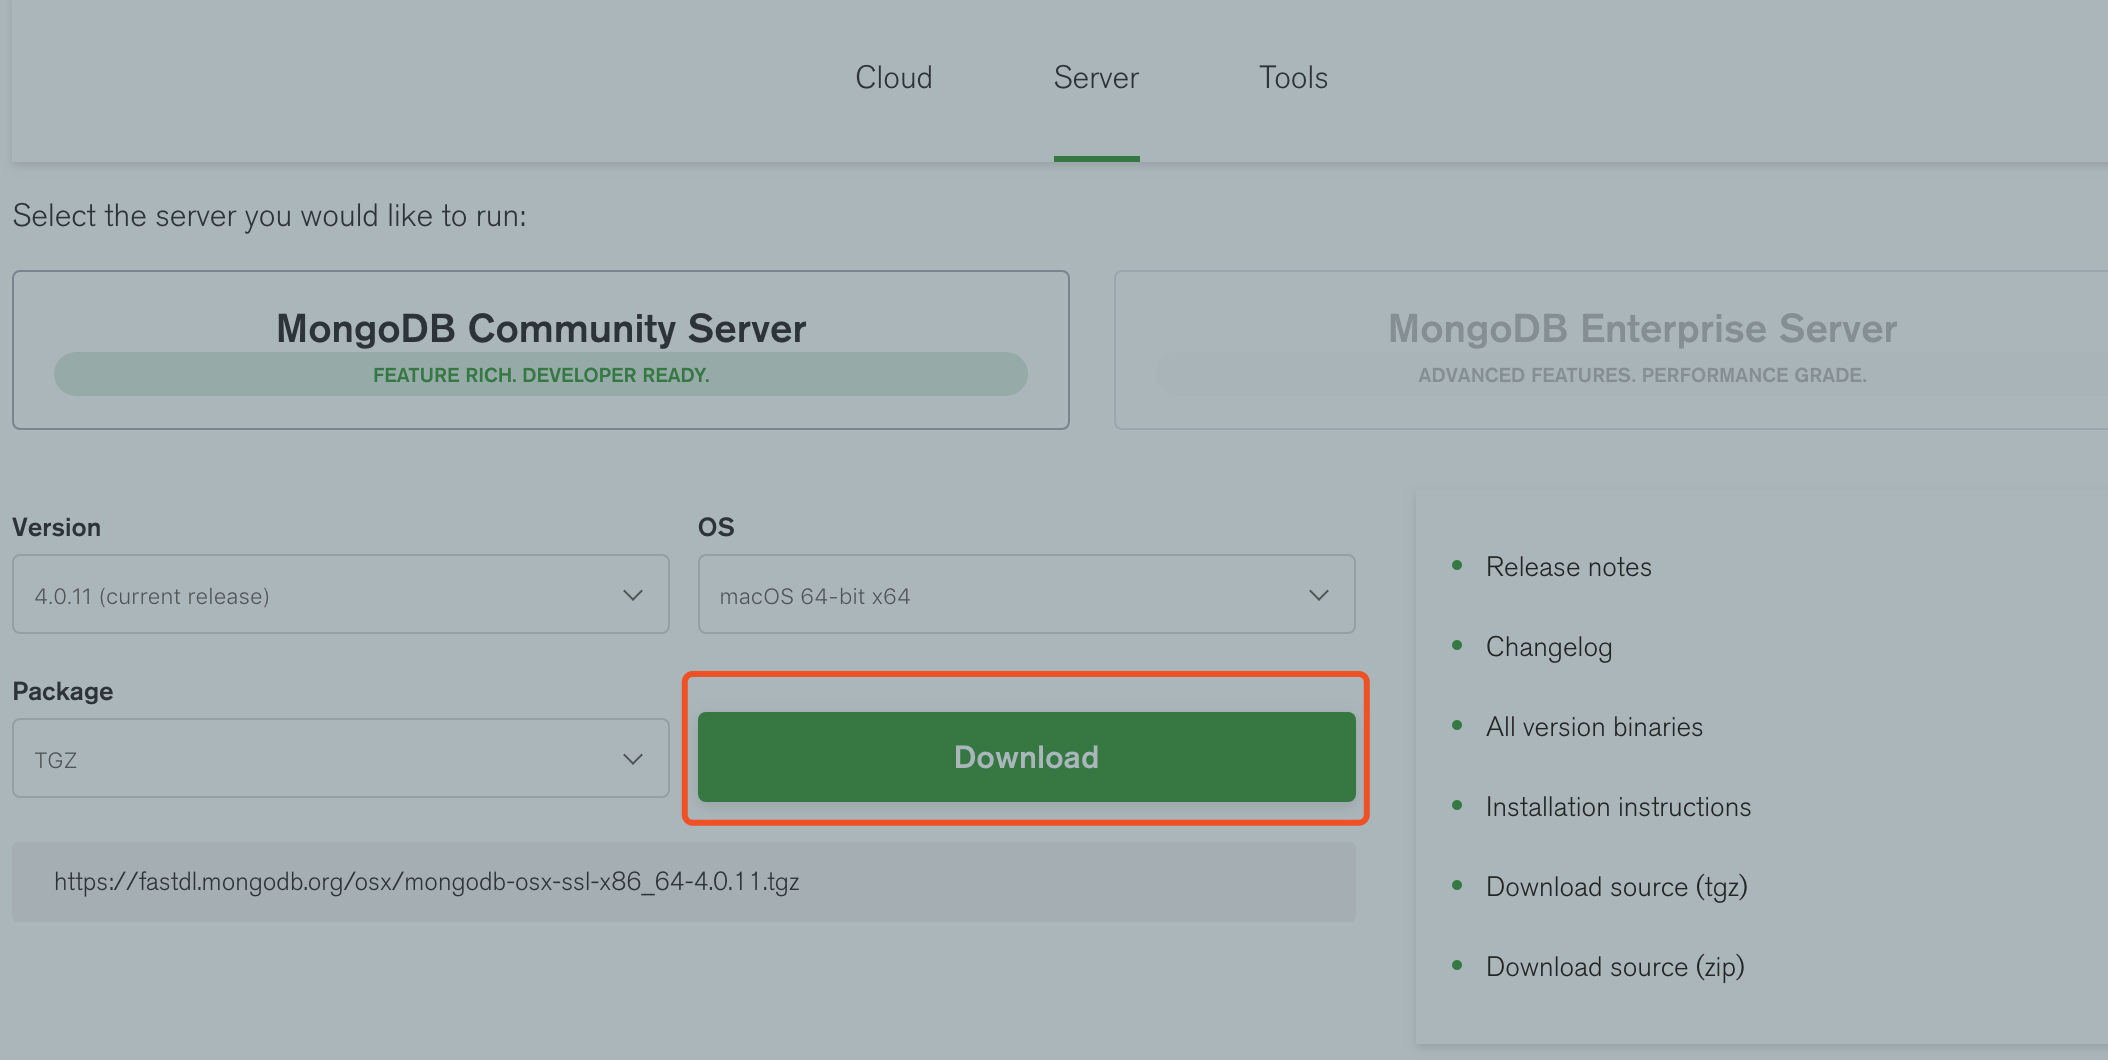 Cloud Server Tools
Select the server you would like to run:
MongoDB Community Server
FEATURE RICH. DEVELOPER READY.
MongoDB Enterprise Server
ADVANCED FEATURES. PERFORMANCE GRADE.
Version
4.0.11 (current release)
OS
macOS 64-bit x64
Package
TGZ
Download
https://fastdl.mongodb.org/osx/mongodb-osx-ssl-x86_64-4.0.11.tgz
Release notes
Changelog
All version binaries
Installation instructions
Download source (tgz)
Download source (zip)